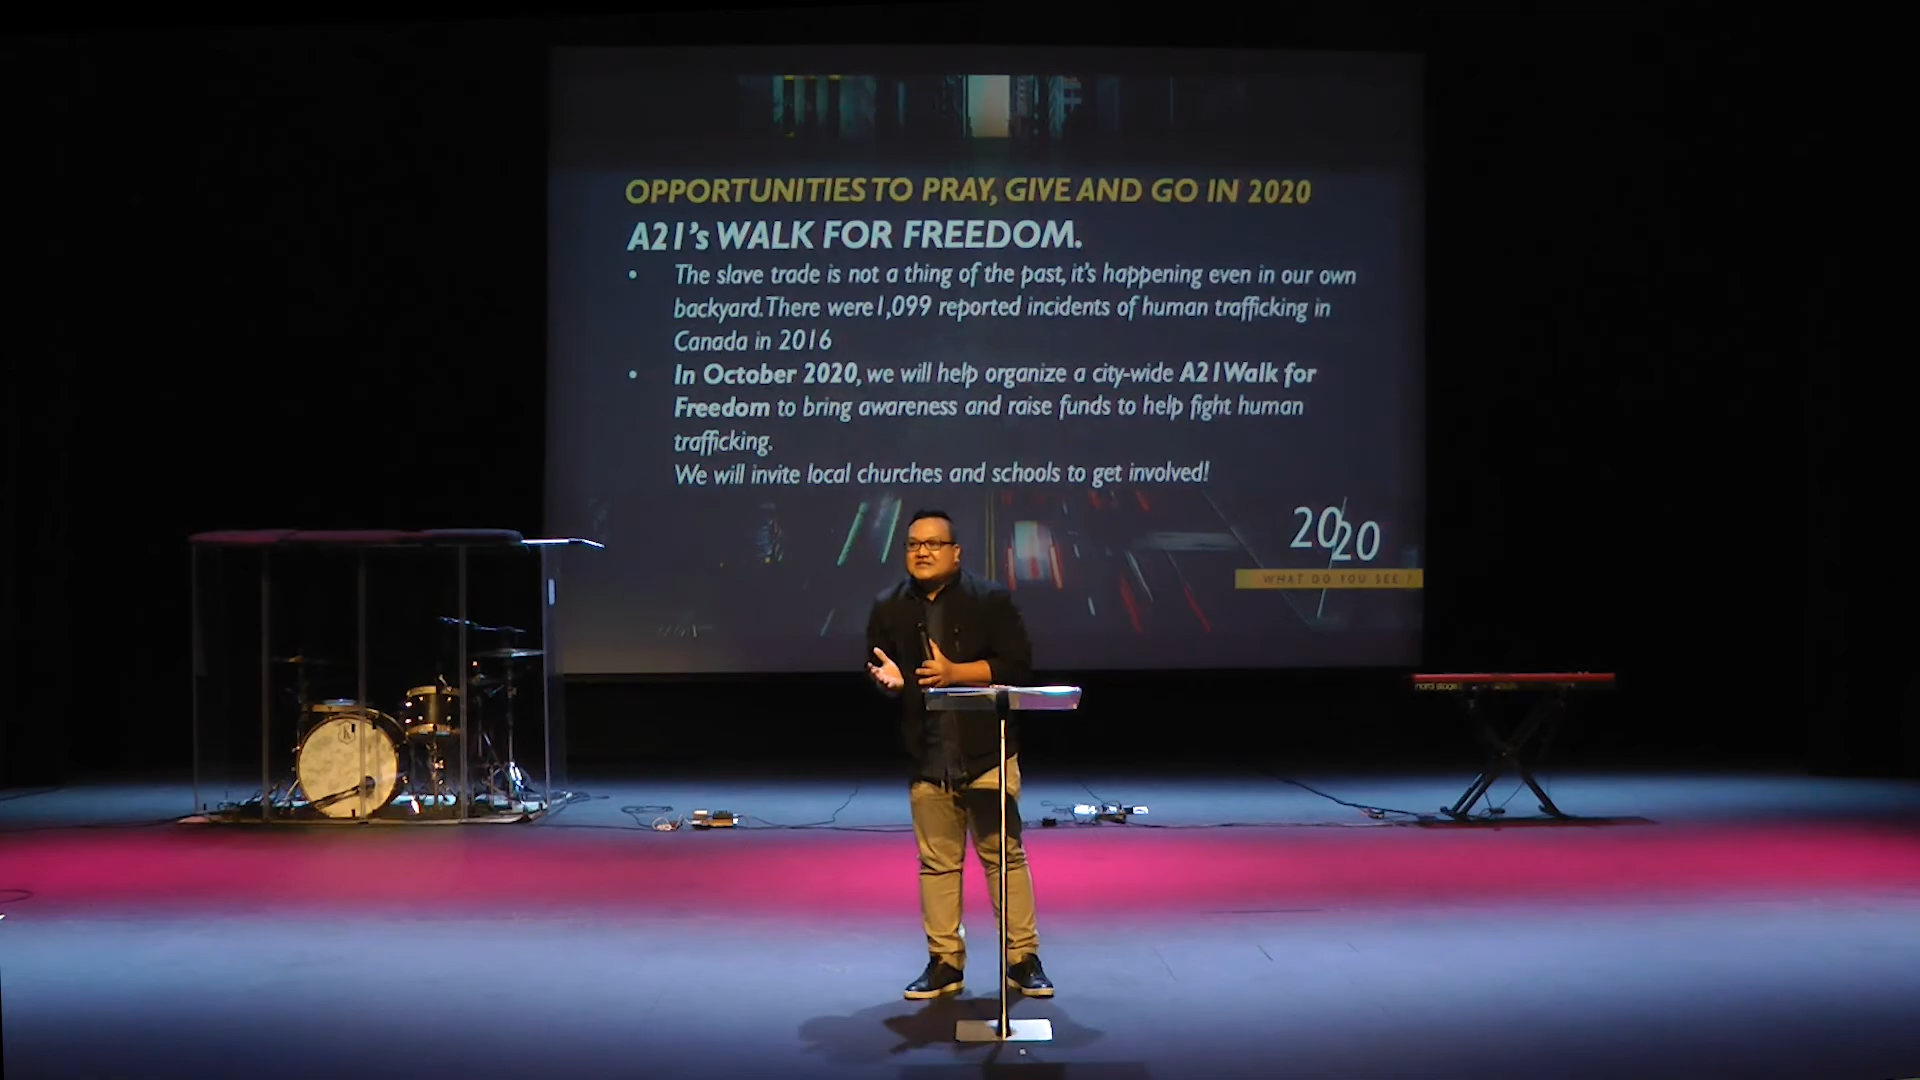 OPPORTUNITIES TO PRAY, GIVE AND GO IN 2020
A21's WALK FOR FREEDOM.
• The slave trade is not a thing of the past, it's happening even in our own
backyard. There were 1,099 reported incidents of human trafficking in
Canada in 2016
• In October 2020, we will help organize a city-wide A21 Walk for
Freedom to bring awareness and raise funds to help fight human
trafficking.
We will invite local churches and schools to get involved!
20/20
WHAT DO YOU SEE?
K
nord stage